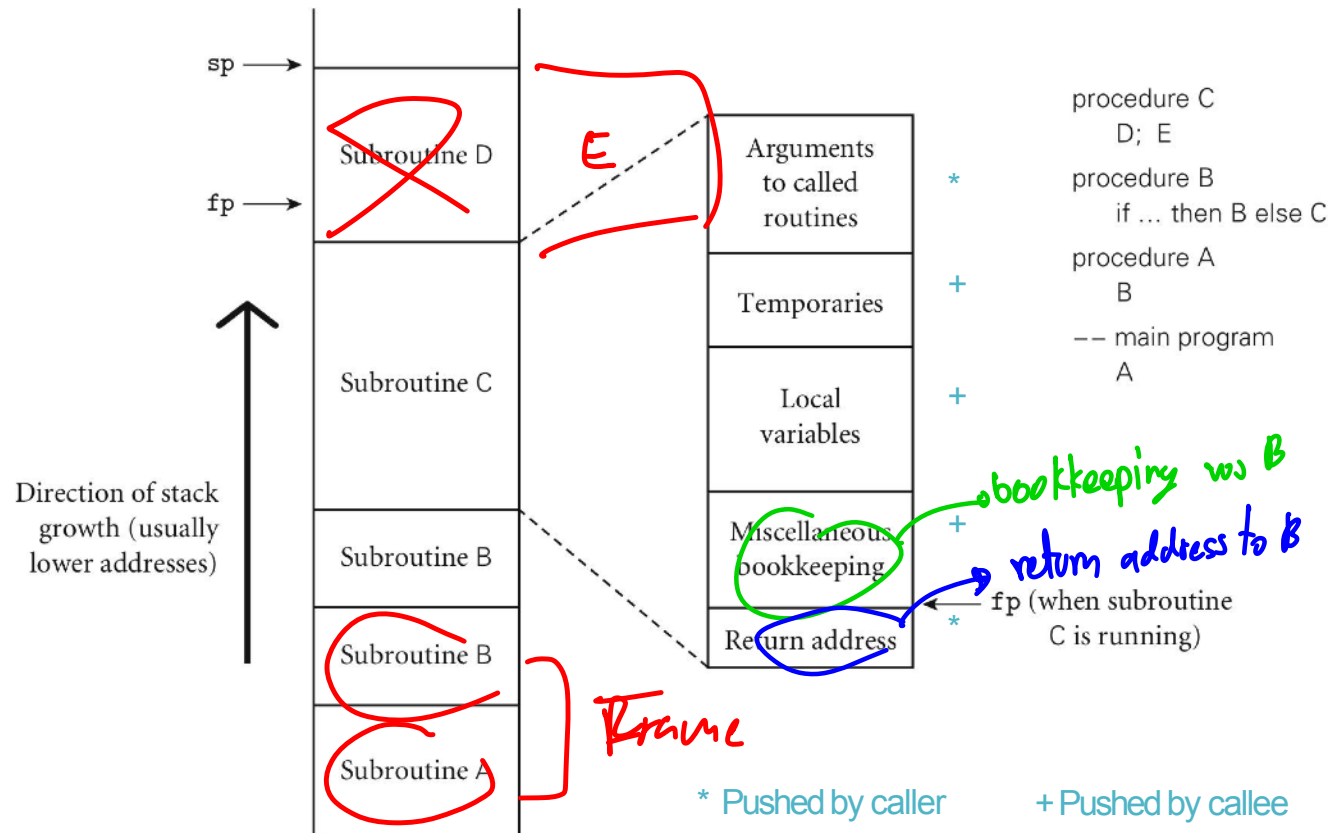 sp
Subroutine D
fp
Subroutine C
Direction of stack
growth (usually
lower addresses)
Subroutine B
Subroutine B
Subroutine A
E
Frame
Arguments
to called
routines
*
Temporaries
+
Local
variables
+
Miscellaneous
bookkeeping
+
Return address
*
fp (when subroutine
C is running)
bookkeeping B
return address to B
procedure C
D; E
procedure B
if ... then B else C
procedure A
B
-- main program
A
* Pushed by caller
+ Pushed by callee